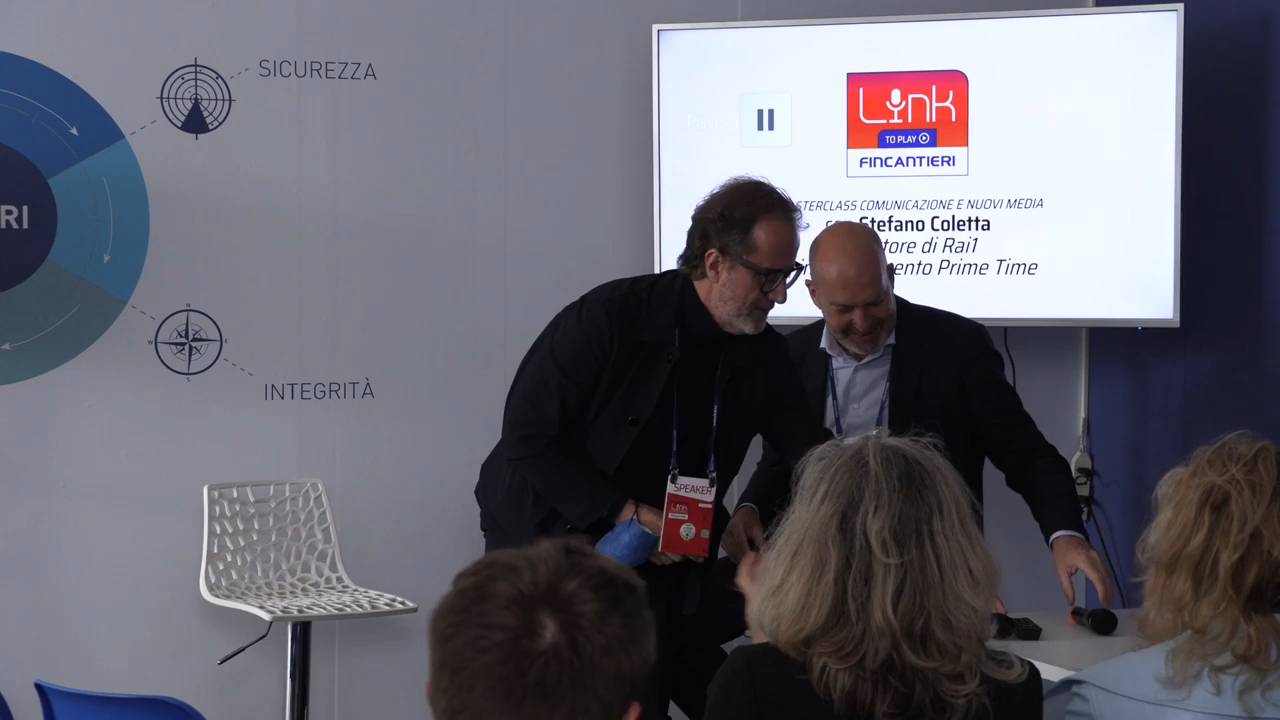 SICUREZZA
RI
INTEGRITÀ
Link
TO PLAY
FINCANTIERI
STERCLASS COMUNICAZIONE E NUOVI MEDIA
Stefano Coletta
tore di Rai1
ento Prime Time
SPEAKER
Link